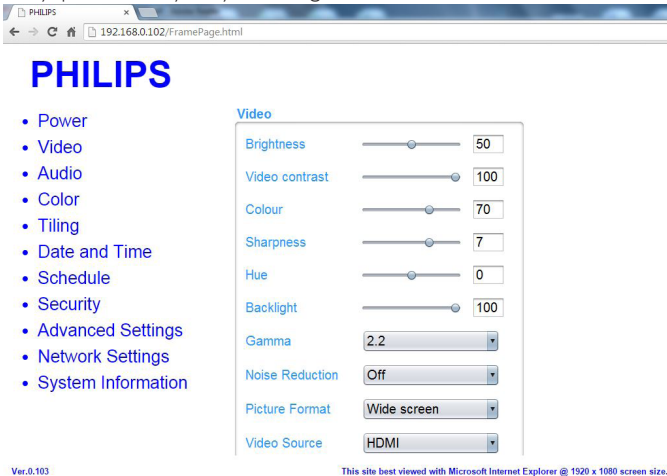 PHILIPS
192.168.0.102/FramePage.html
PHILIPS
• Power
• Video
• Audio
• Color
• Tiling
• Date and Time
• Schedule
• Security
• Advanced Settings
• Network Settings
• System Information
Video
Brightness 50
Video contrast 100
Colour 70
Sharpness 7
Hue 0
Backlight 100
Gamma 2.2
Noise Reduction Off
Picture Format Wide screen
Video Source HDMI
Ver.0.103 This site best viewed with Microsoft Internet Explorer @ 1920 x 1080 screen size.